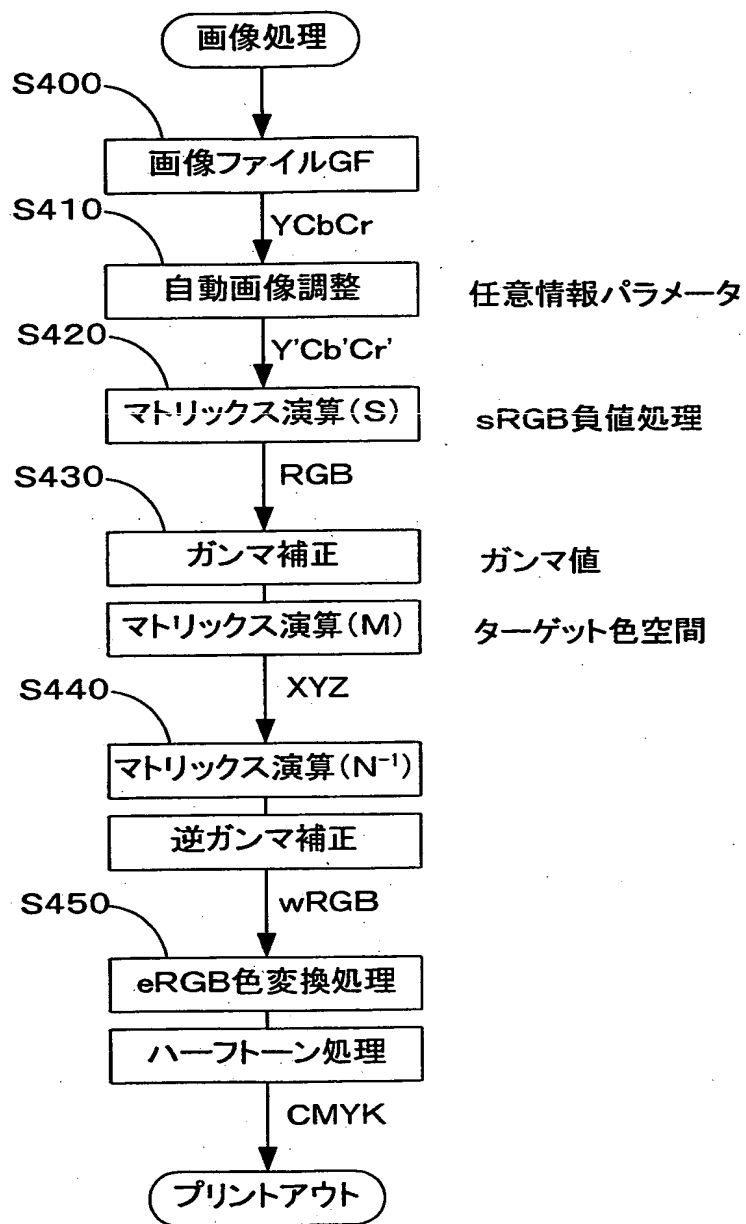 画像処理
S400
画像ファイルGF
S410
YCbCr
自動画像調整 任意情報パラメータ
S420
Y'Cb'Cr'
マトリックス演算(S) sRGB負値処理
RGB
S430
ガンマ補正 ガンマ値
マトリックス演算(M) ターゲット色空間
S440
XYZ
マトリックス演算(N⁻¹)
逆ガンマ補正
S450
wRGB
eRGB色変換処理
ハーフトーン処理
CMYK
プリントアウト